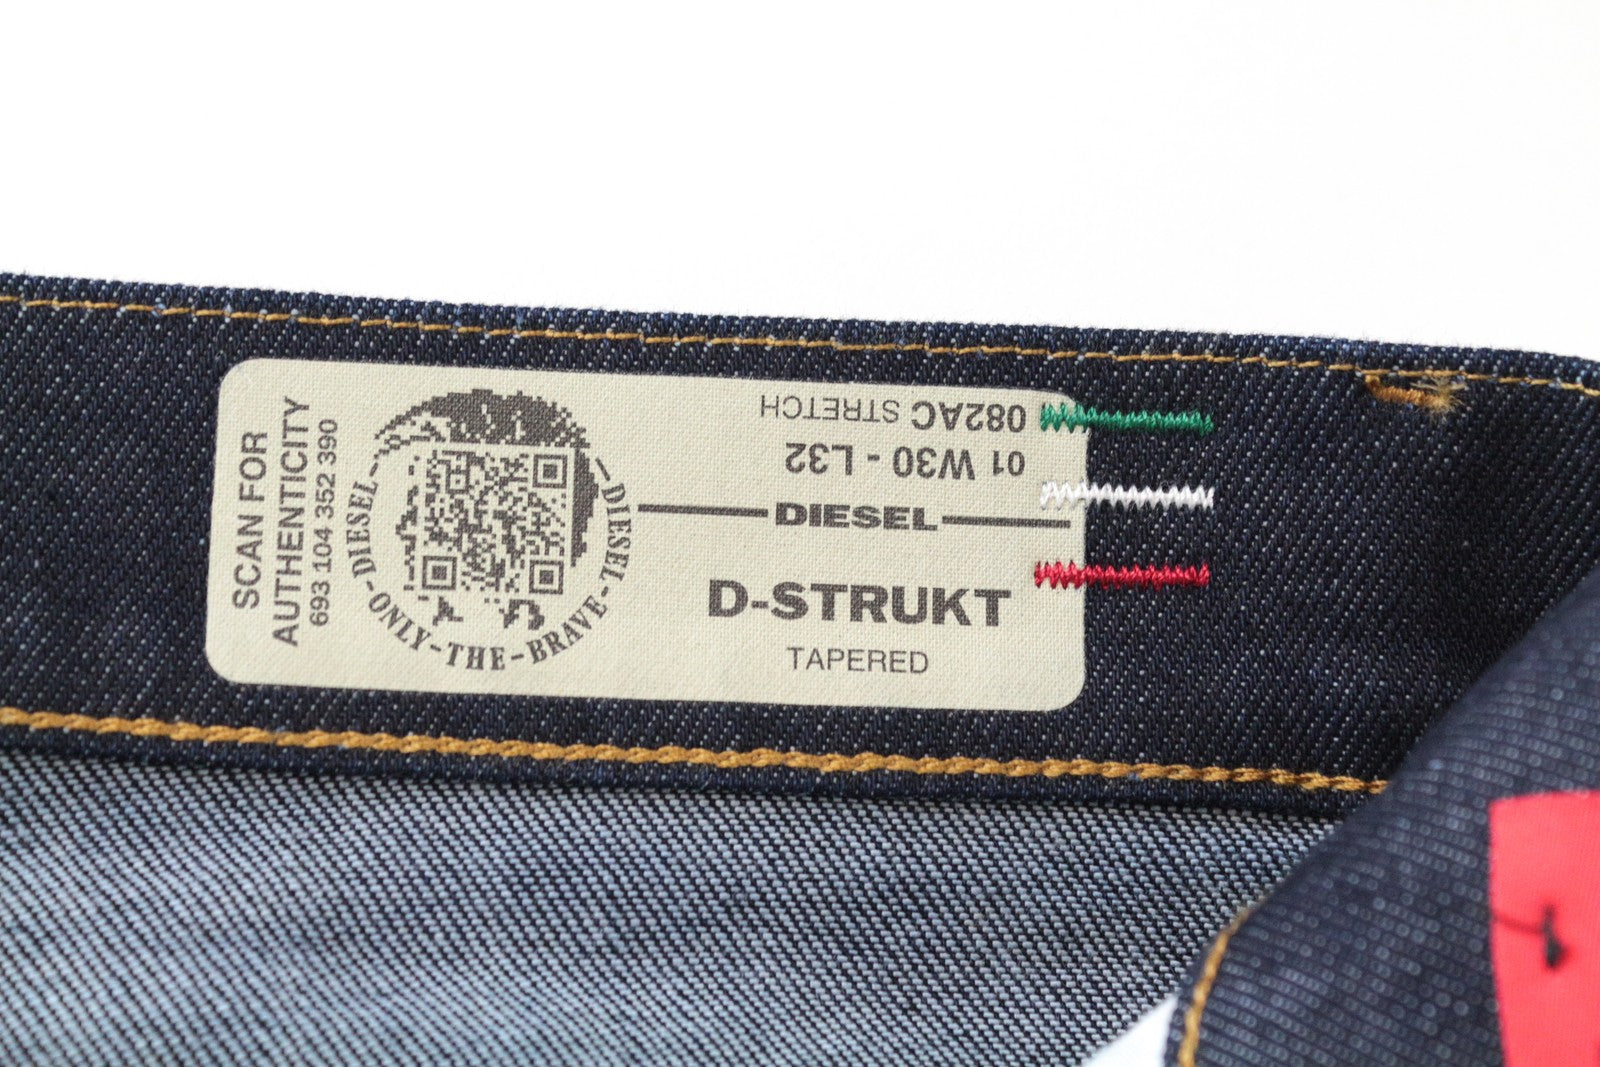 SCAN FOR
AUTHENTICITY
693 104 352 390
DIESEL-ONLY-THE-BRAVE-DIESEL
082AC STRETCH
01 W30 - L32
DIESEL
D-STRUKT
TAPERED